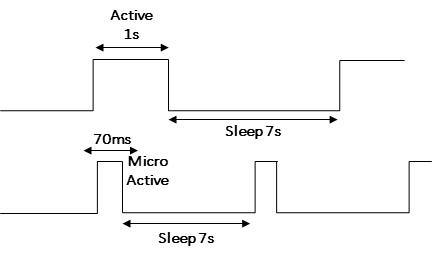 Active
1s
Sleep 7s
70ms
Micro
Active
Sleep 7s